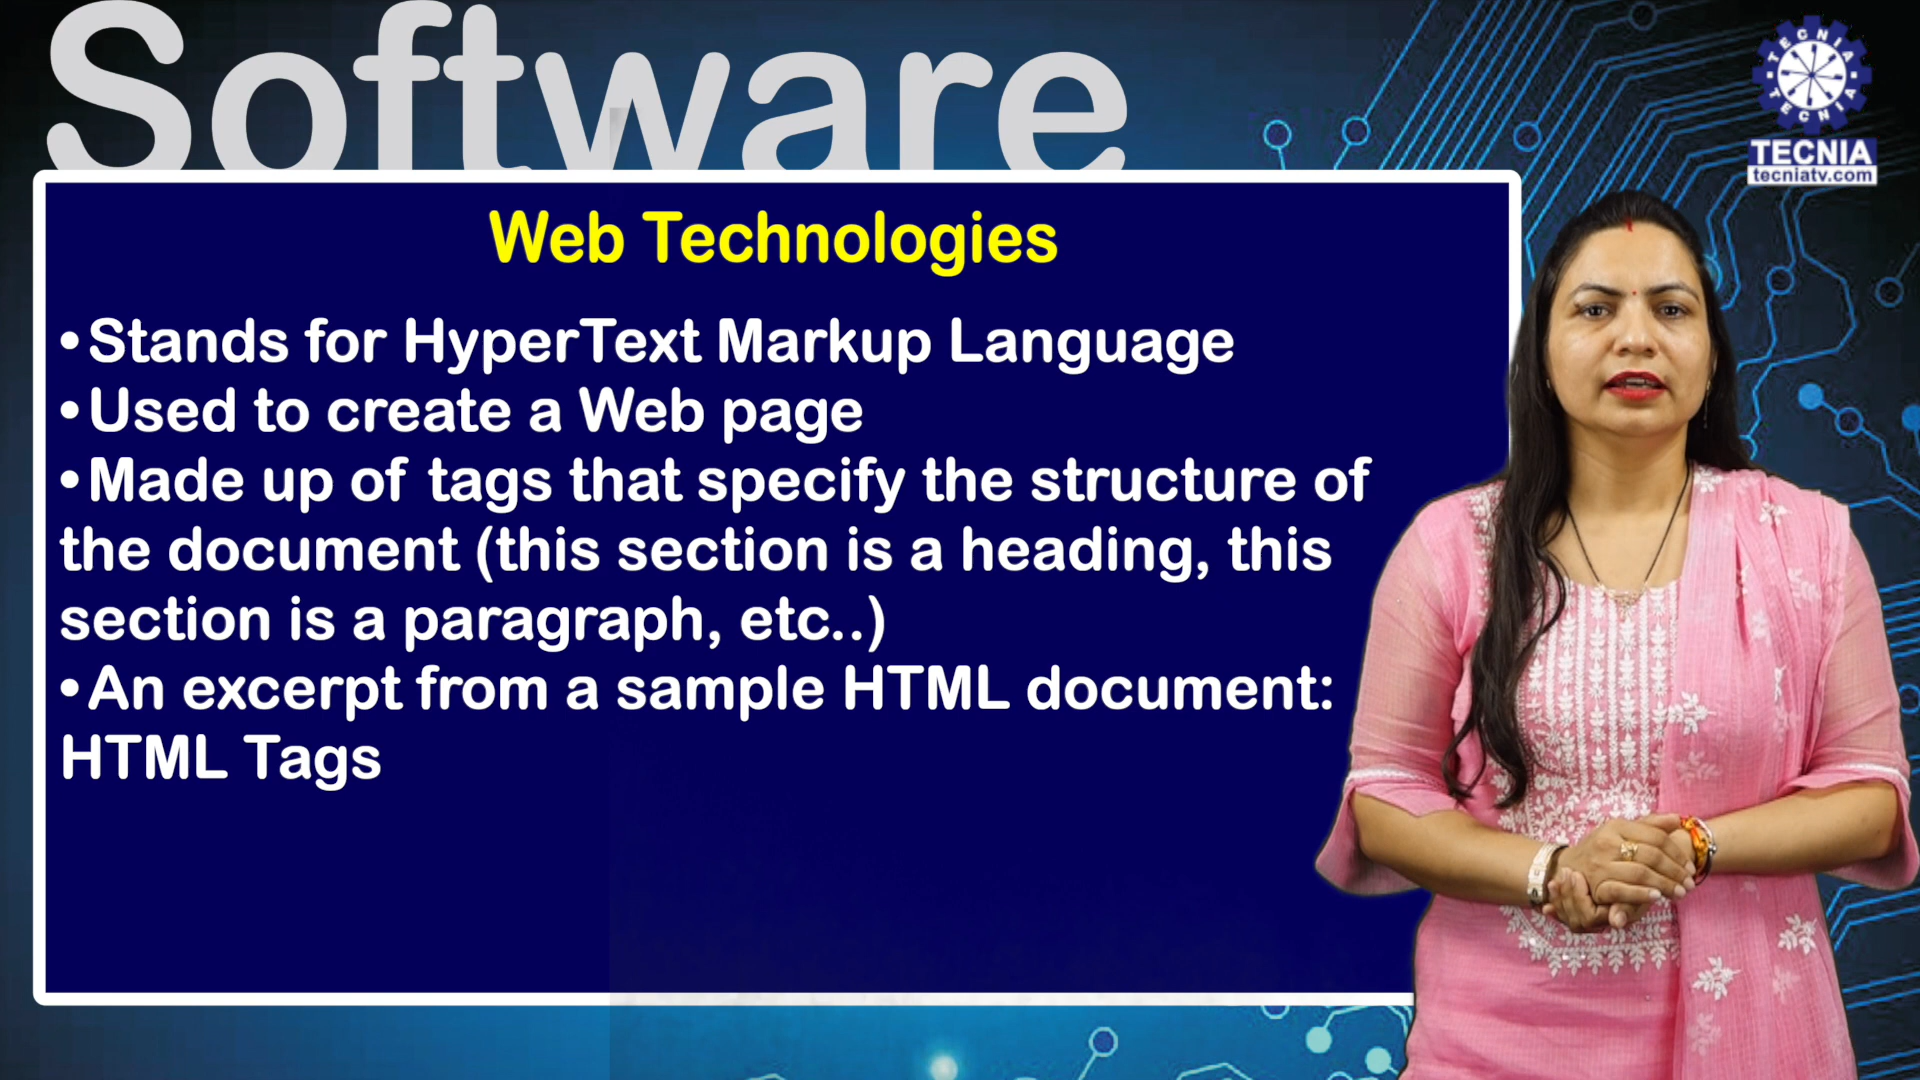 Software
TECNIA TECNIA
TECNIA
tecniatv.com
Web Technologies
•Stands for HyperText Markup Language
•Used to create a Web page
•Made up of tags that specify the structure of
the document (this section is a heading, this
section is a paragraph, etc..)
•An excerpt from a sample HTML document:
HTML Tags